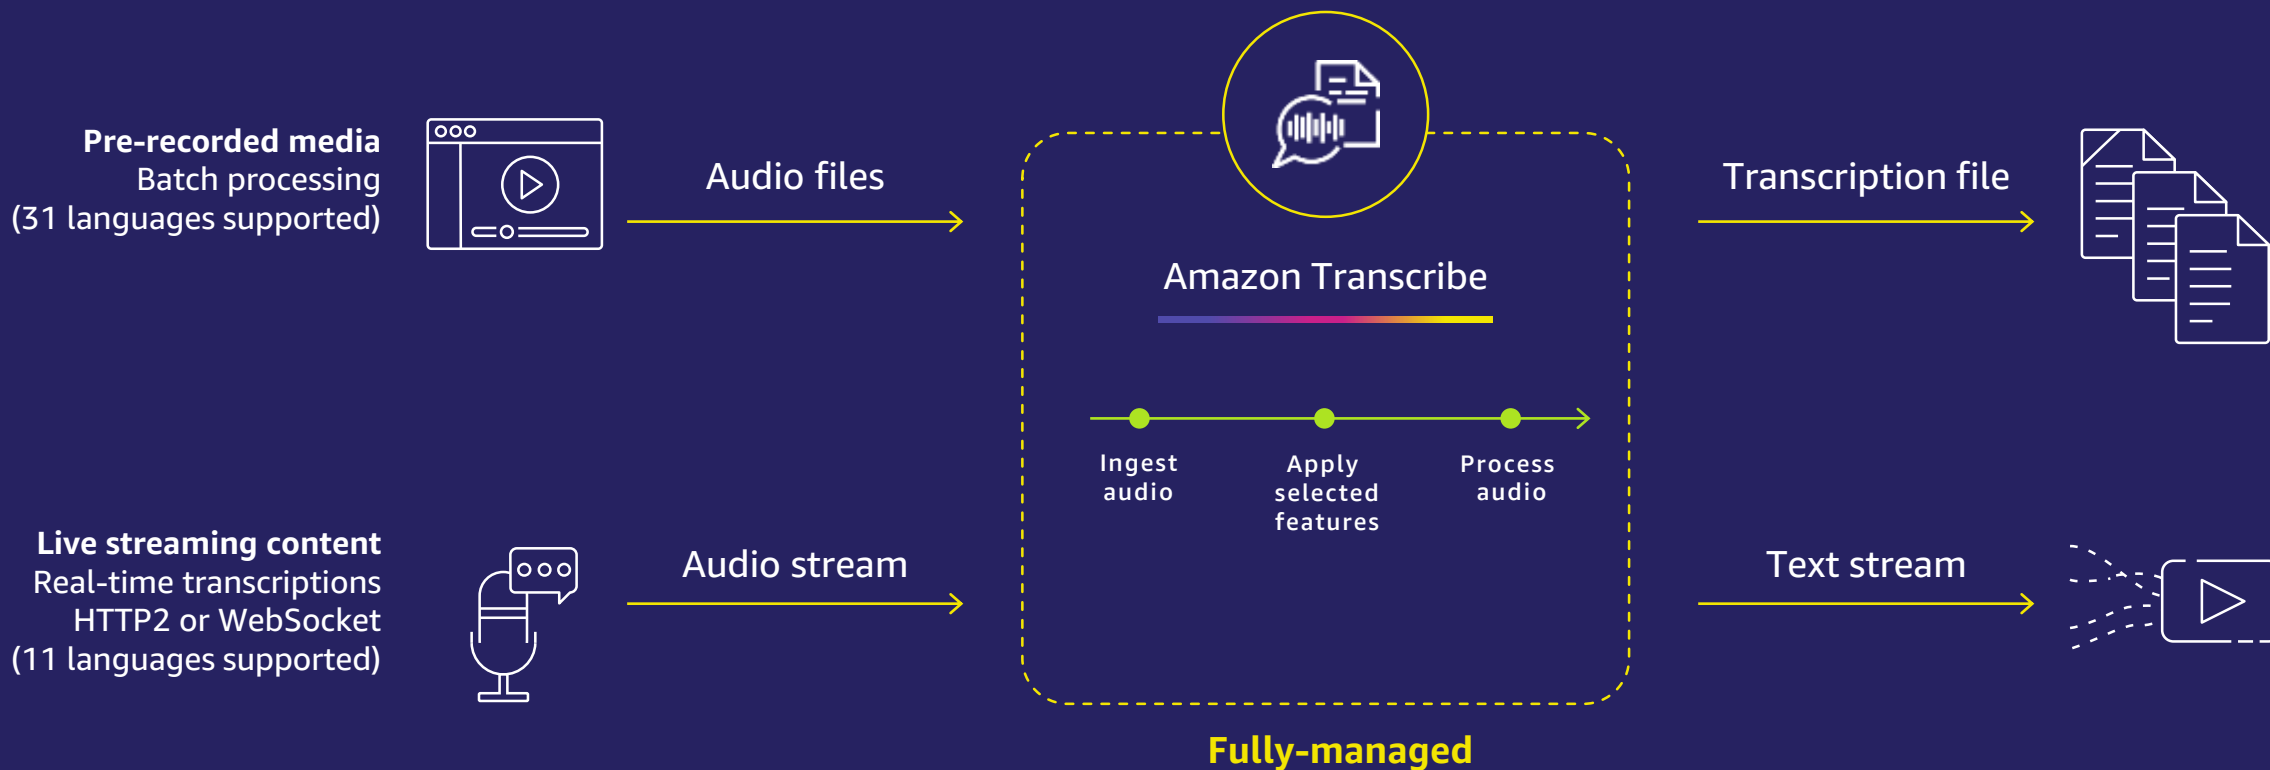 Pre-recorded media
Batch processing
(31 languages supported)
Audio files
Amazon Transcribe
Ingest
audio
Apply
selected
features
Process
audio
Transcription file
Live streaming content
Real-time transcriptions
HTTP2 or WebSocket
(11 languages supported)
Audio stream
Text stream
Fully-managed